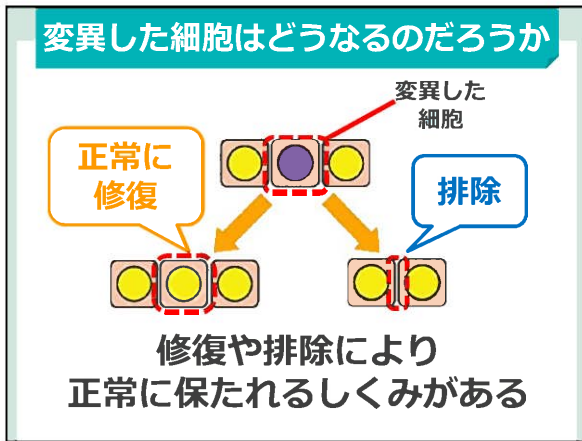 変異した細胞はどうなるのだろうか
変異した
細胞
正常に
修復
排除
修復や排除により
正常に保たれるしくみがある